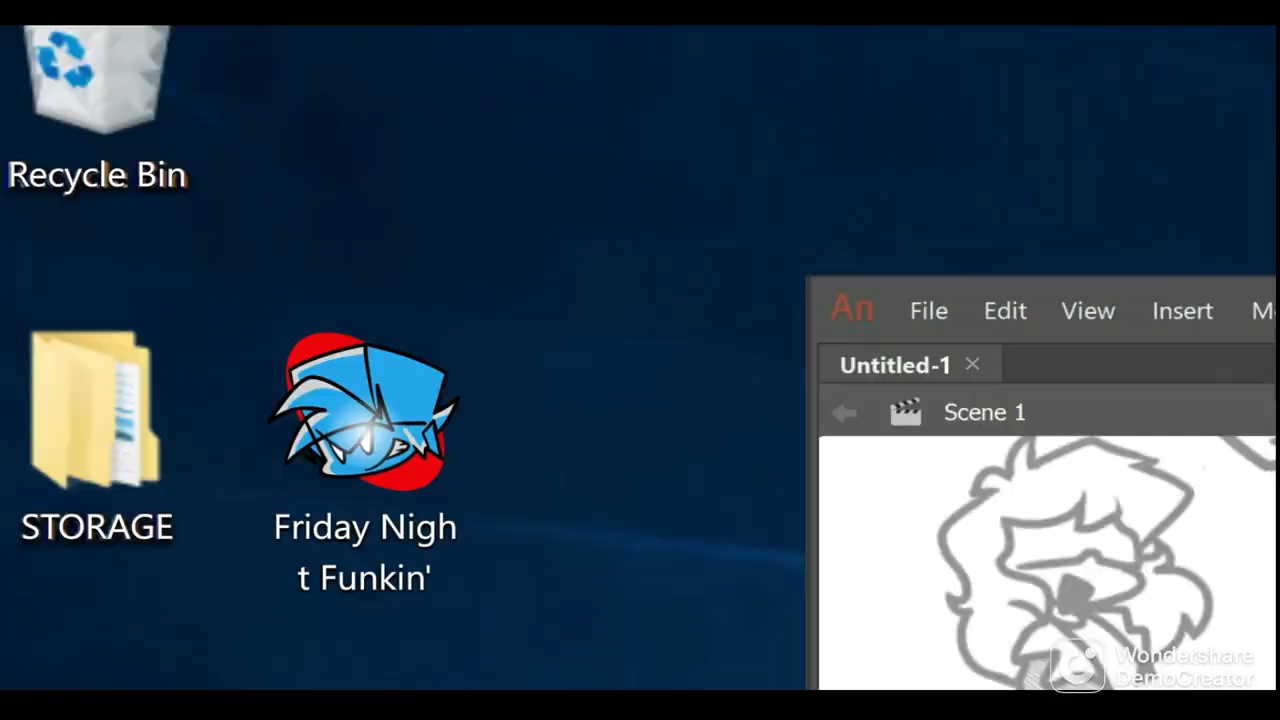 Recycle Bin
STORAGE
Friday Nigh
t Funkin'
An File Edit View Insert M
Untitled-1 ×
Scene 1
Wondershare
DemoCreator